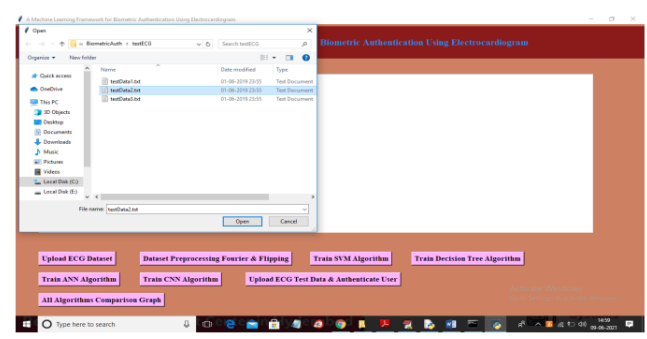 A Machine Learning Framework for Biometric Authentication Using Electrocardiogram
Open
BiometricAuth > testECG
Search testECG
Biometric Authentication Using Electrocardiogram
Organize
New folder
Name
Date modified
Type
Quick access
testData1.txt
01-06-2019 23:55
Text Document
OneDrive
testData2.txt
01-06-2019 23:55
Text Document
This PC
testData3.txt
01-06-2019 23:55
Text Document
3D Objects
Desktop
Documents
Downloads
Music
Pictures
Videos
Local Disk (C:)
Local Disk (E:)
File name: testData2.txt
Open
Cancel
Upload ECG Dataset
Dataset Preprocessing Fourier & Flipping
Train SVM Algorithm
Train Decision Tree Algorithm
Train ANN Algorithm
Train CNN Algorithm
Upload ECG Test Data & Authenticate User
All Algorithms Comparison Graph
Type here to search
14:59
09-06-2021